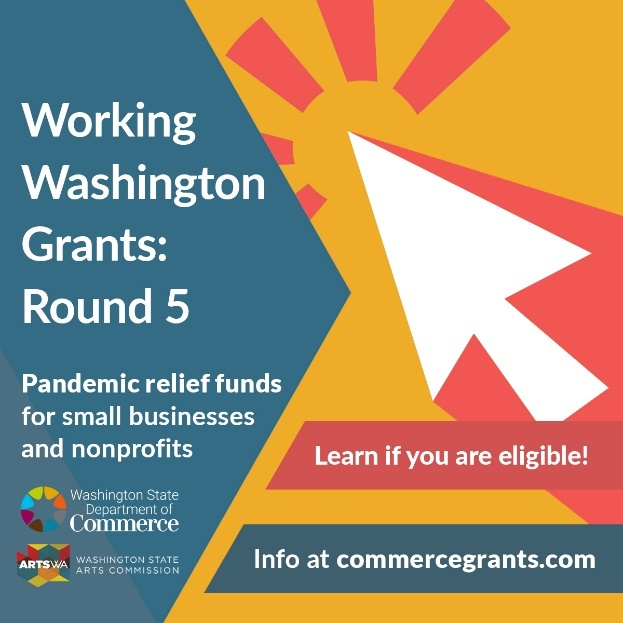 Working
Washington
Grants:
Round 5
Pandemic relief funds
for small businesses
and nonprofits
Learn if you are eligible!
Washington State
Department of
Commerce
ARTSWA
WASHINGTON STATE
ARTS COMMISSION
Info at commercegrants.com